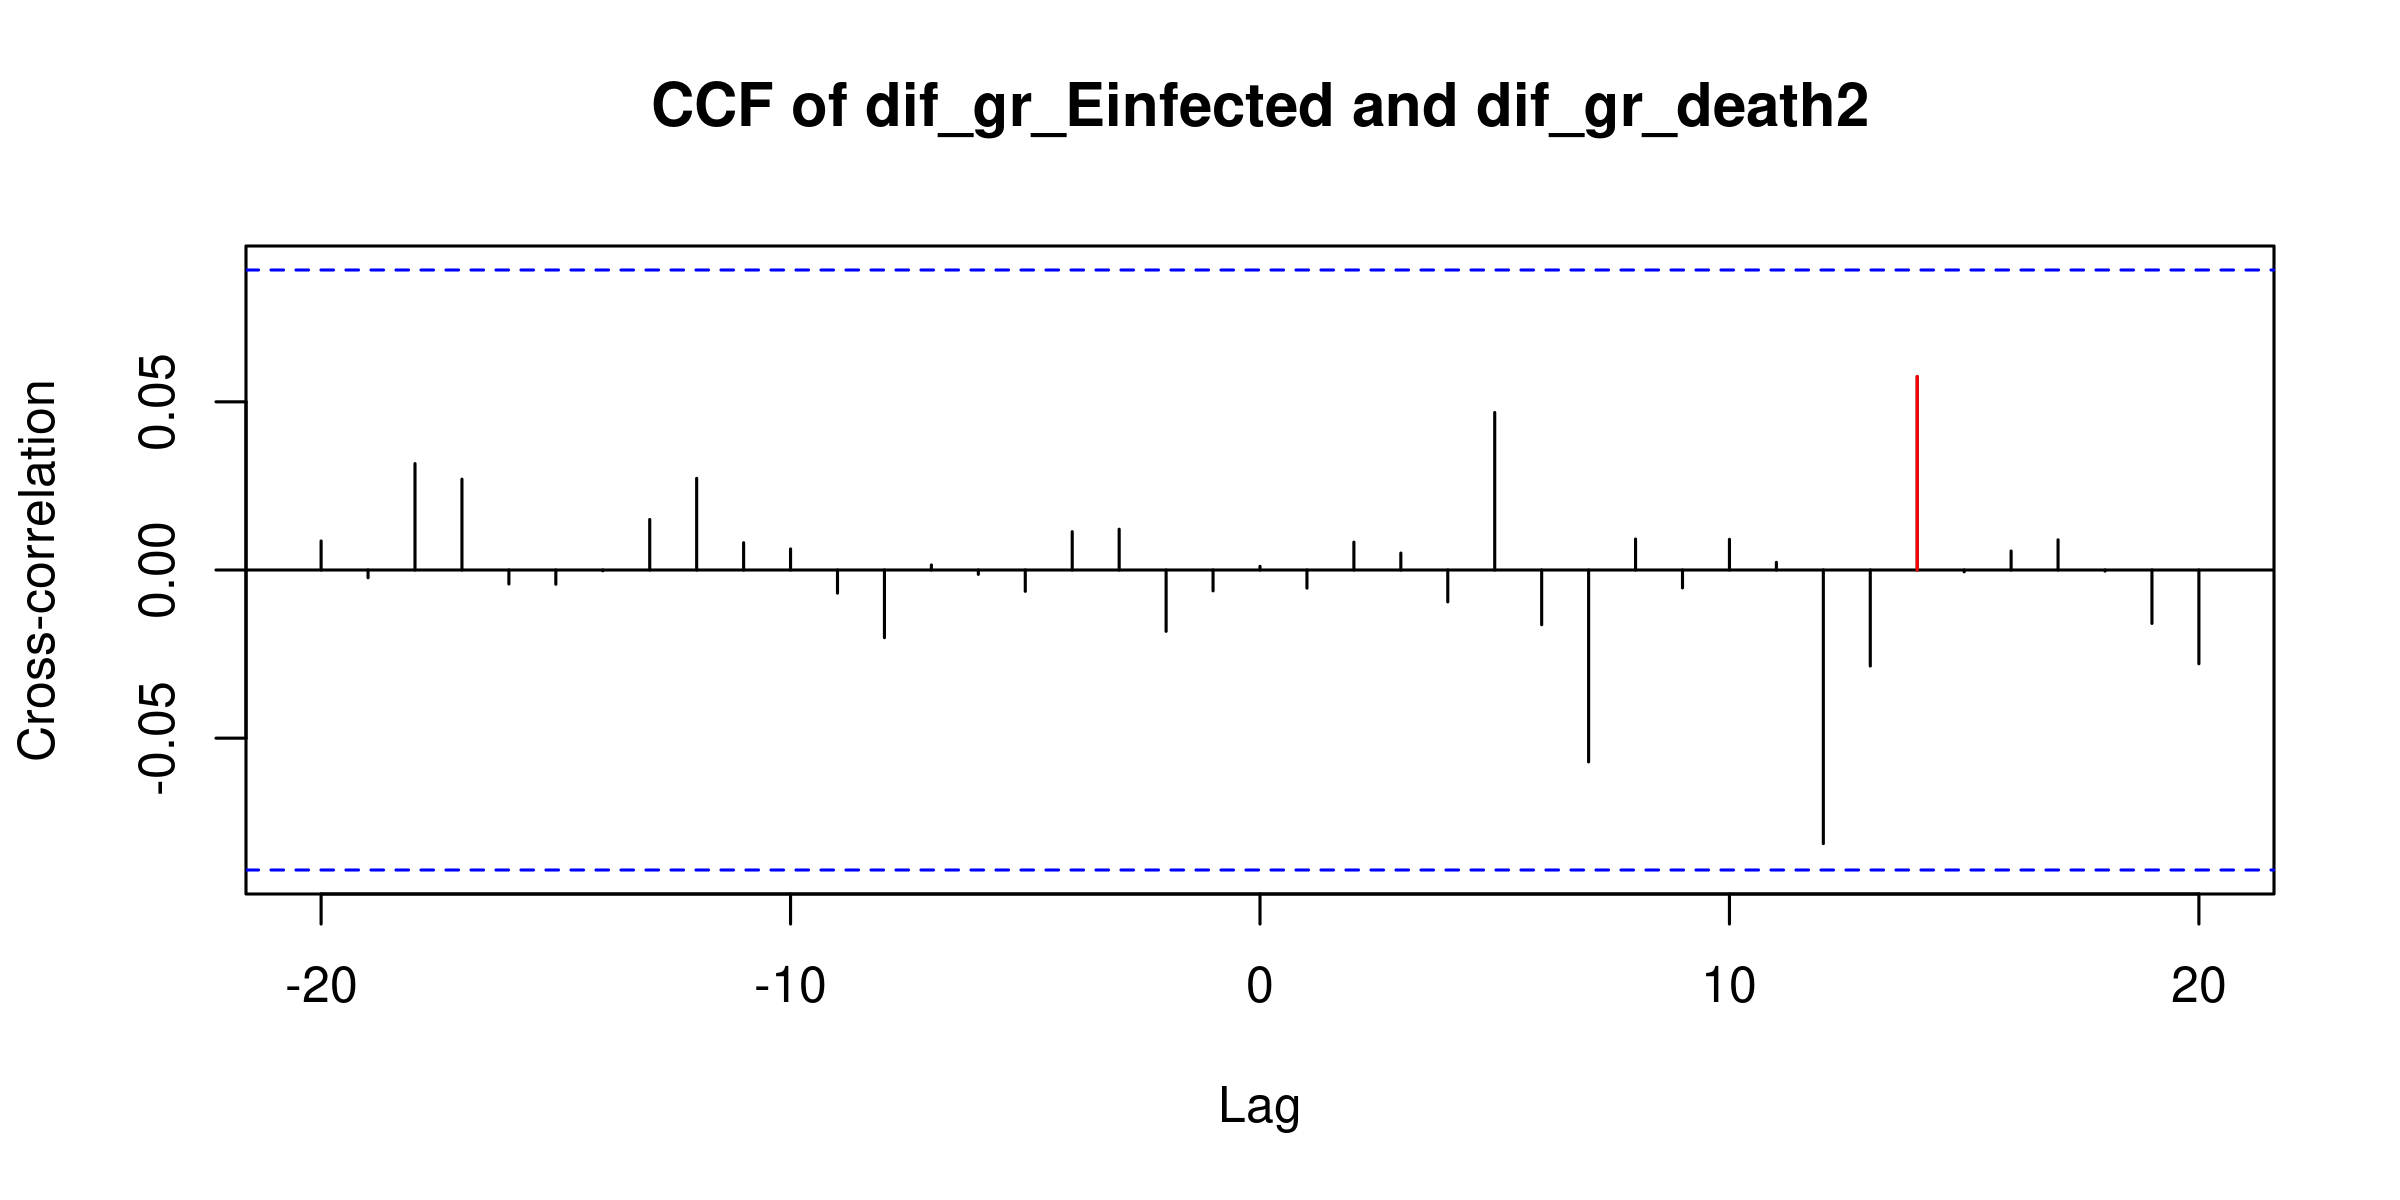 CCF of dif_gr_Einfected and dif_gr_death2
Cross-correlation
0.05
0.00
-0.05
-20 -10 0 10 20
Lag